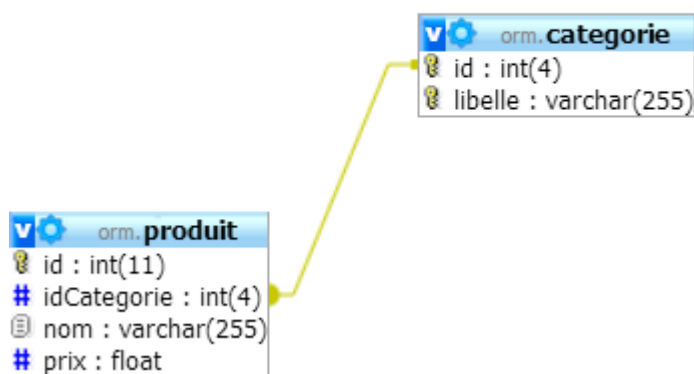 v orm.categorie
id : int(4)
libelle : varchar(255)
v orm.produit
id : int(11)
# idCategorie : int(4)
nom : varchar(255)
# prix : float